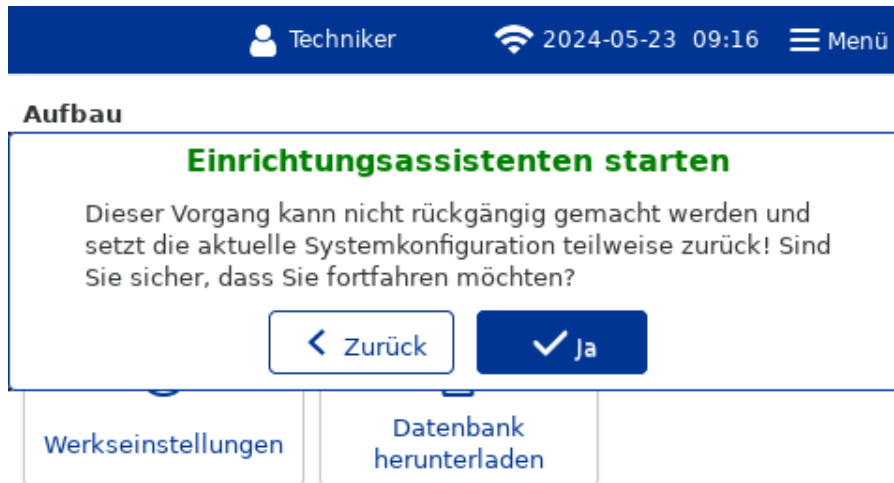 Techniker 2024-05-23 09:16 Menü
Aufbau
Einrichtungsassistenten starten
Dieser Vorgang kann nicht rückgängig gemacht werden und
setzt die aktuelle Systemkonfiguration teilweise zurück! Sind
Sie sicher, dass Sie fortfahren möchten?
Zurück Ja
Werkseinstellungen
Datenbank
herunterladen